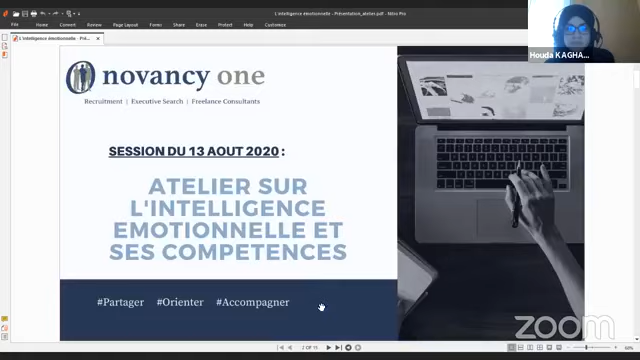 L'intelligence émotionnelle - Présentation_atelier.pdf - Nitro Pro
File Home Convert Review Page Layout Forms Share Erase Protect Help Customize
L'intelligence émotionnelle - Pré...
Houda KAGHA...
novancy one
Recruitment | Executive Search | Freelance Consultants
SESSION DU 13 AOUT 2020 :
ATELIER SUR
L'INTELLIGENCE
EMOTIONNELLE ET
SES COMPETENCES
#Partager #Orienter #Accompagner
zoom